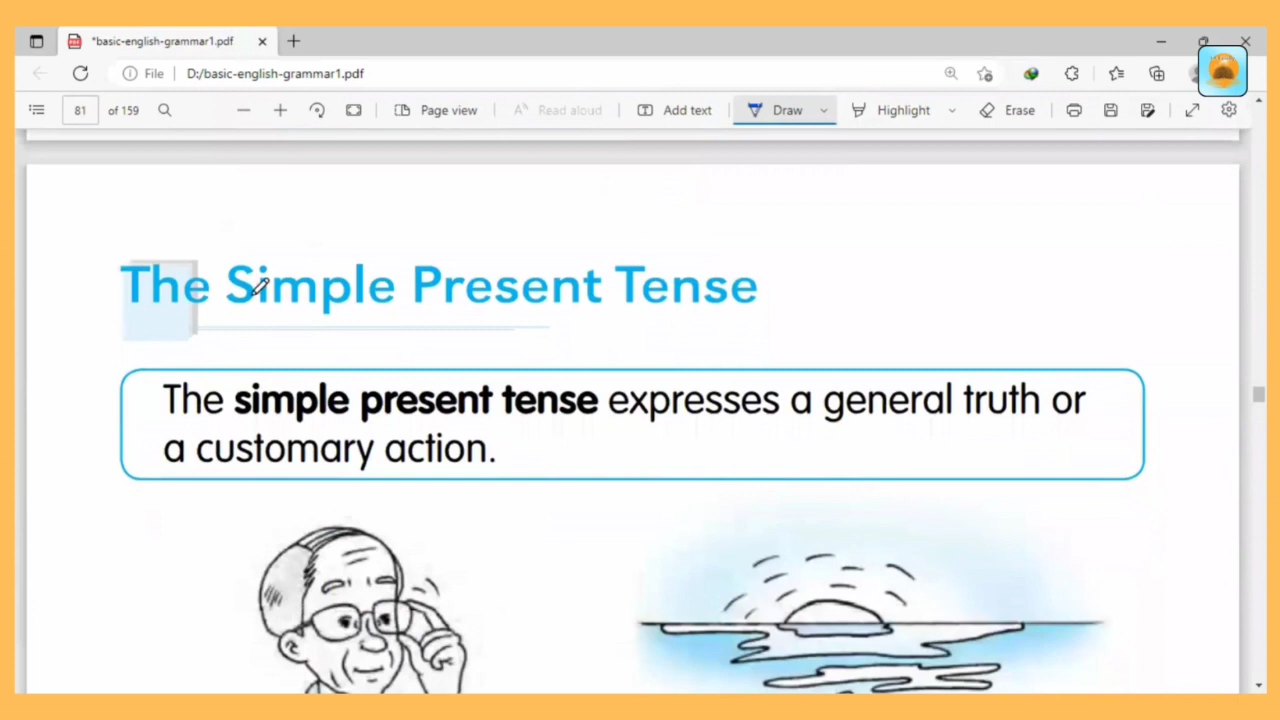 *basic-english-grammar1.pdf
File D:/basic-english-grammar1.pdf
81 of 159 Page view Read aloud Add text Draw Highlight Erase
The Simple Present Tense
The simple present tense expresses a general truth or
a customary action.